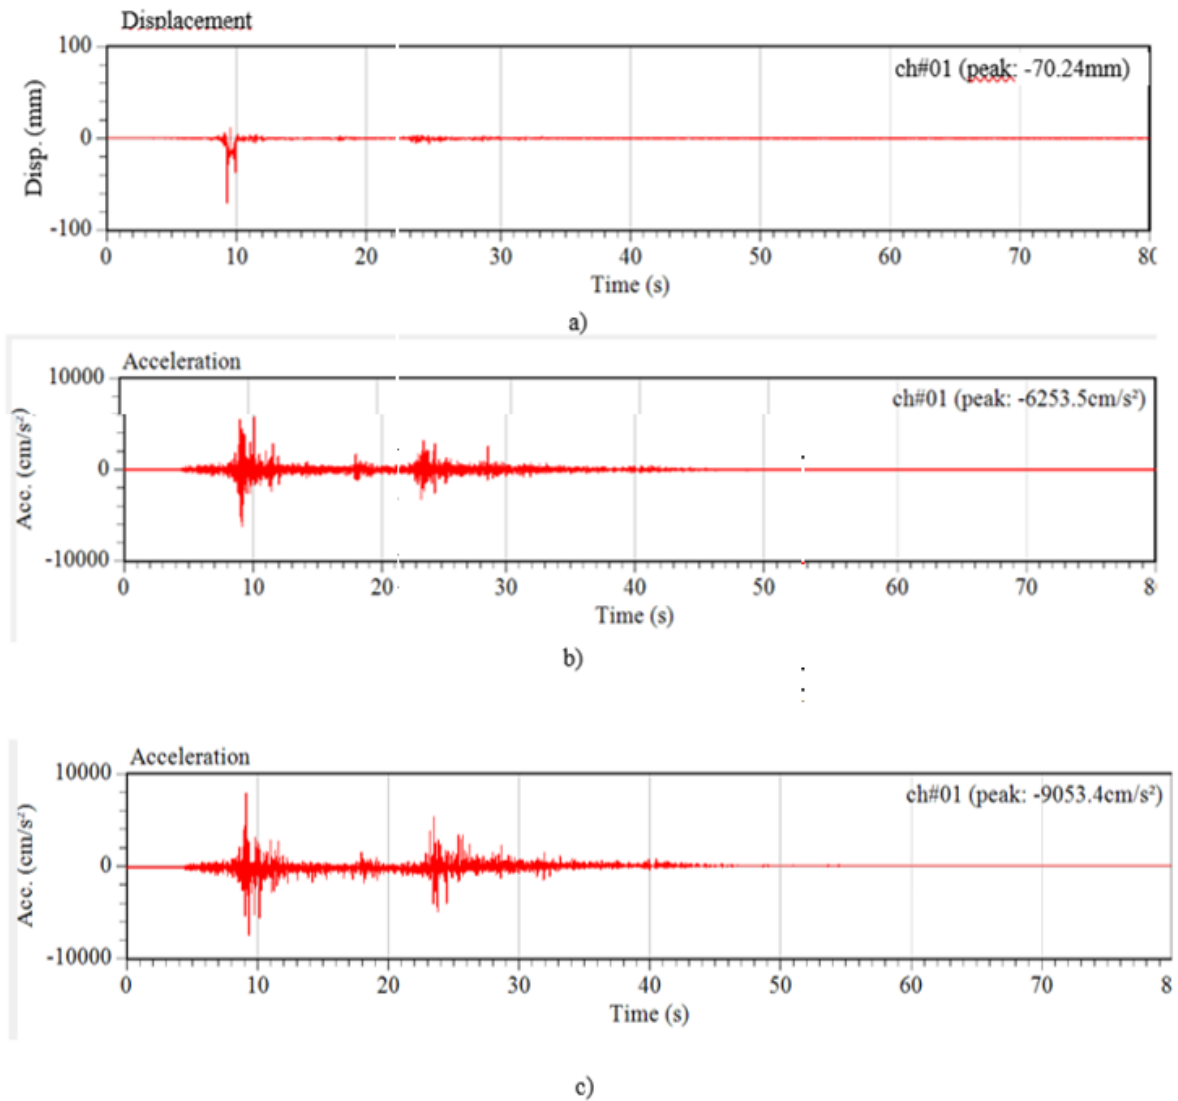 Displacement
100
ch#01 (peak: -70.24mm)
Disp. (mm)
0
-100
0 10 20 30 40 50 60 70 80
Time (s)
a)
Acceleration
10000
ch#01 (peak: -6253.5cm/s²)
Acc. (cm/s²)
0
-10000
0 10 20 30 40 50 60 70 8
Time (s)
b)
Acceleration
10000
ch#01 (peak: -9053.4cm/s²)
Acc. (cm/s²)
0
-10000
0 10 20 30 40 50 60 70 8
Time (s)
c)